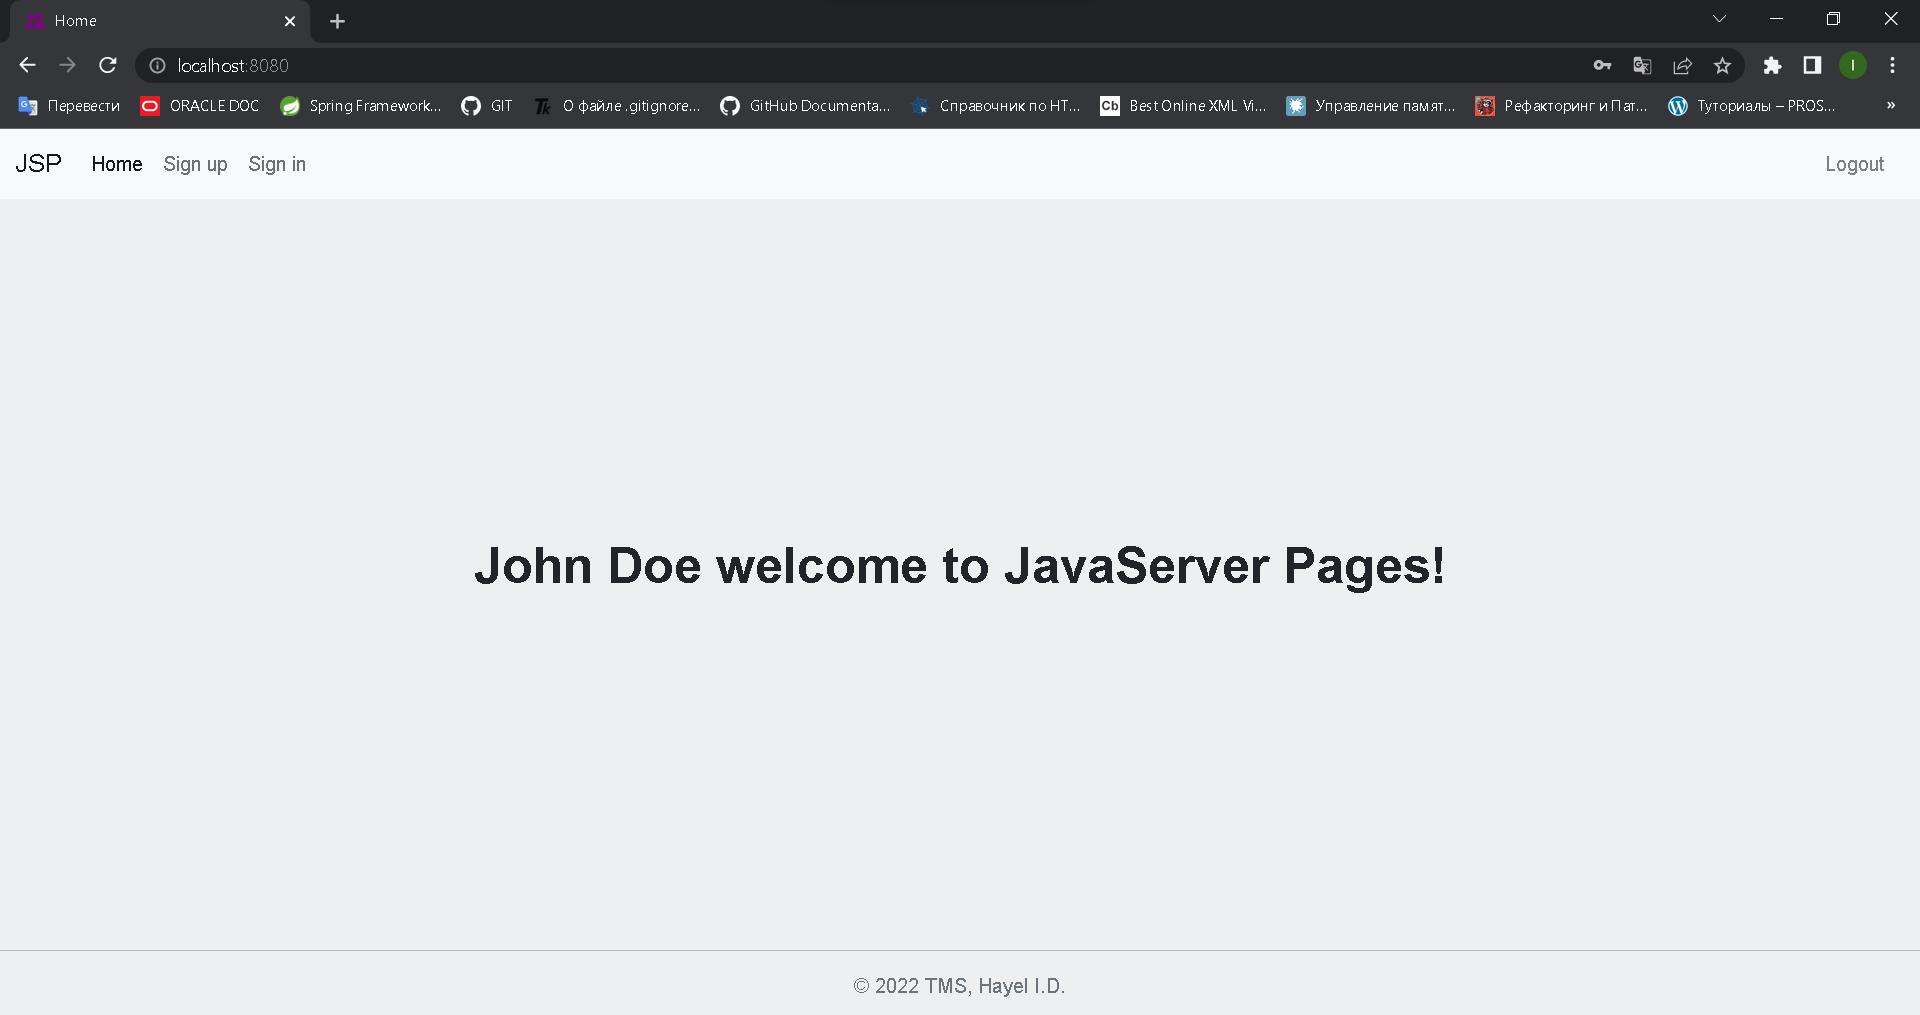 Home
localhost:8080
I
Перевести ORACLE DOC Spring Framework... GIT Tk О файле .gitignore... GitHub Documenta... Справочник по HT... Cb Best Online XML Vi... Управление памят... Рефакторинг и Пат... Туториалы – PROS... »
JSP Home Sign up Sign in Logout
John Doe welcome to JavaServer Pages!
© 2022 TMS, Hayel I.D.